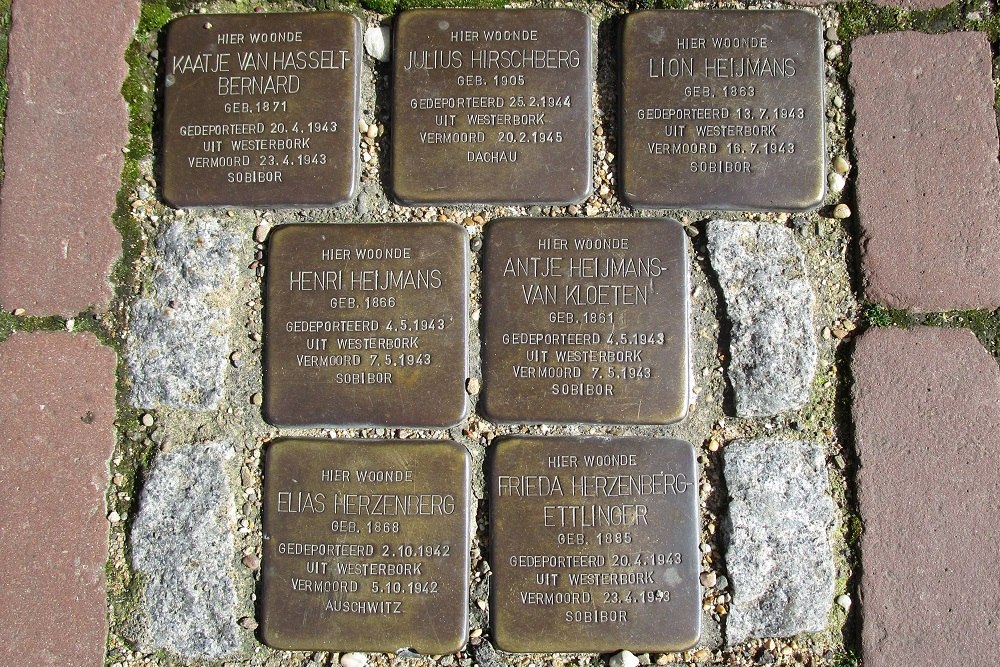 HIER WOONDE
KAATJE VAN HASSELT-
BERNARD
GEB. 1871
GEDEPORTEERD 20.4.1943
UIT WESTERBORK
VERMOORD 23.4.1943
SOBIBOR
HIER WOONDE
JULIUS HIRSCHBERG
GEB. 1905
GEDEPORTEERD 25.2.1944
UIT WESTERBORK
VERMOORD 20.2.1945
DACHAU
HIER WOONDE
LION HEIJMANS
GEB. 1863
GEDEPORTEERD 13.7.1943
UIT WESTERBORK
VERMOORD 16.7.1943
SOBIBOR
HIER WOONDE
HENRI HEIJMANS
GEB. 1866
GEDEPORTEERD 4.5.1943
UIT WESTERBORK
VERMOORD 7.5.1943
SOBIBOR
HIER WOONDE
ANTJE HEIJMANS-
VAN KLOETEN
GEB. 1861
GEDEPORTEERD 4.5.1943
UIT WESTERBORK
VERMOORD 7.5.1943
SOBIBOR
HIER WOONDE
ELIAS HERZENBERG
GEB. 1868
GEDEPORTEERD 2.10.1942
UIT WESTERBORK
VERMOORD 5.10.1942
AUSCHWITZ
HIER WOONDE
FRIEDA HERZENBERG-
ETTLINGER
GEB. 1885
GEDEPORTEERD 20.4.1943
UIT WESTERBORK
VERMOORD 23.4.1943
SOBIBOR